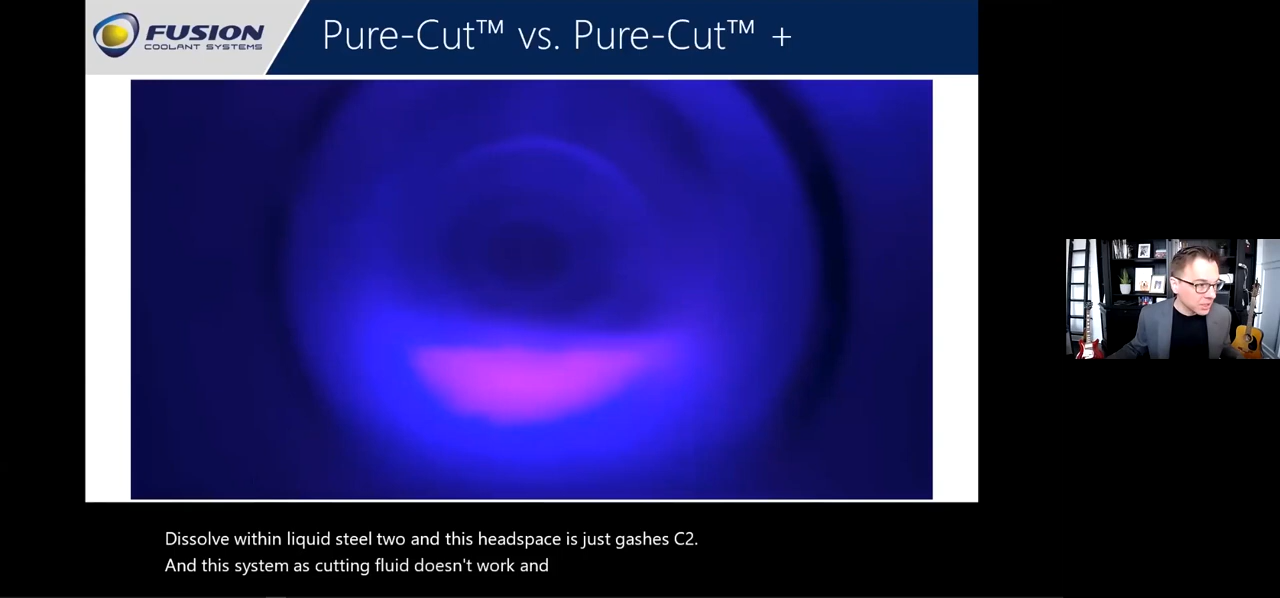 FUSION
COOLANT SYSTEMS
Pure-Cut™ vs. Pure-Cut™ +
Dissolve within liquid steel two and this headspace is just gashes C2.
And this system as cutting fluid doesn't work and